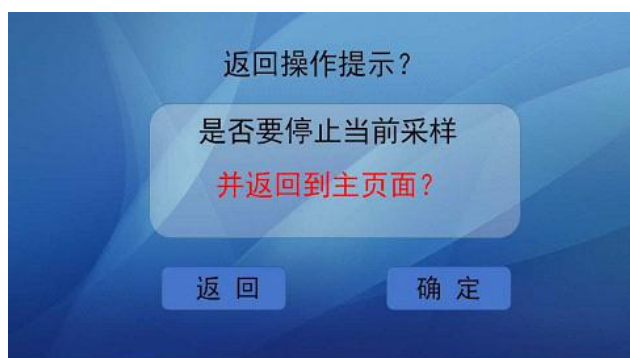 返回操作提示？
是否要停止当前采样
并返回到主页面？
返 回
确 定